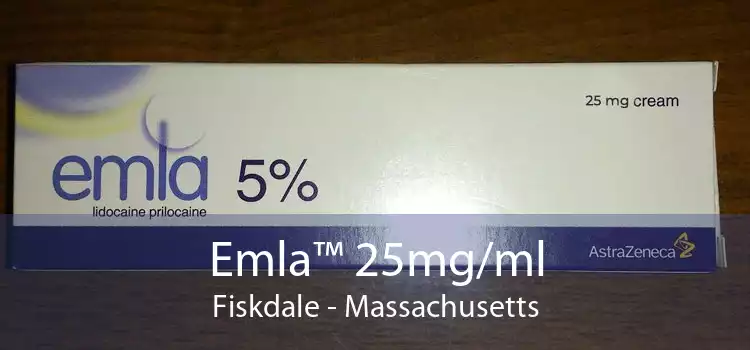 25 mg cream
emla 5%
lidocaine prilocaine
AstraZeneca
Emla™ 25mg/ml
Fiskdale - Massachusetts